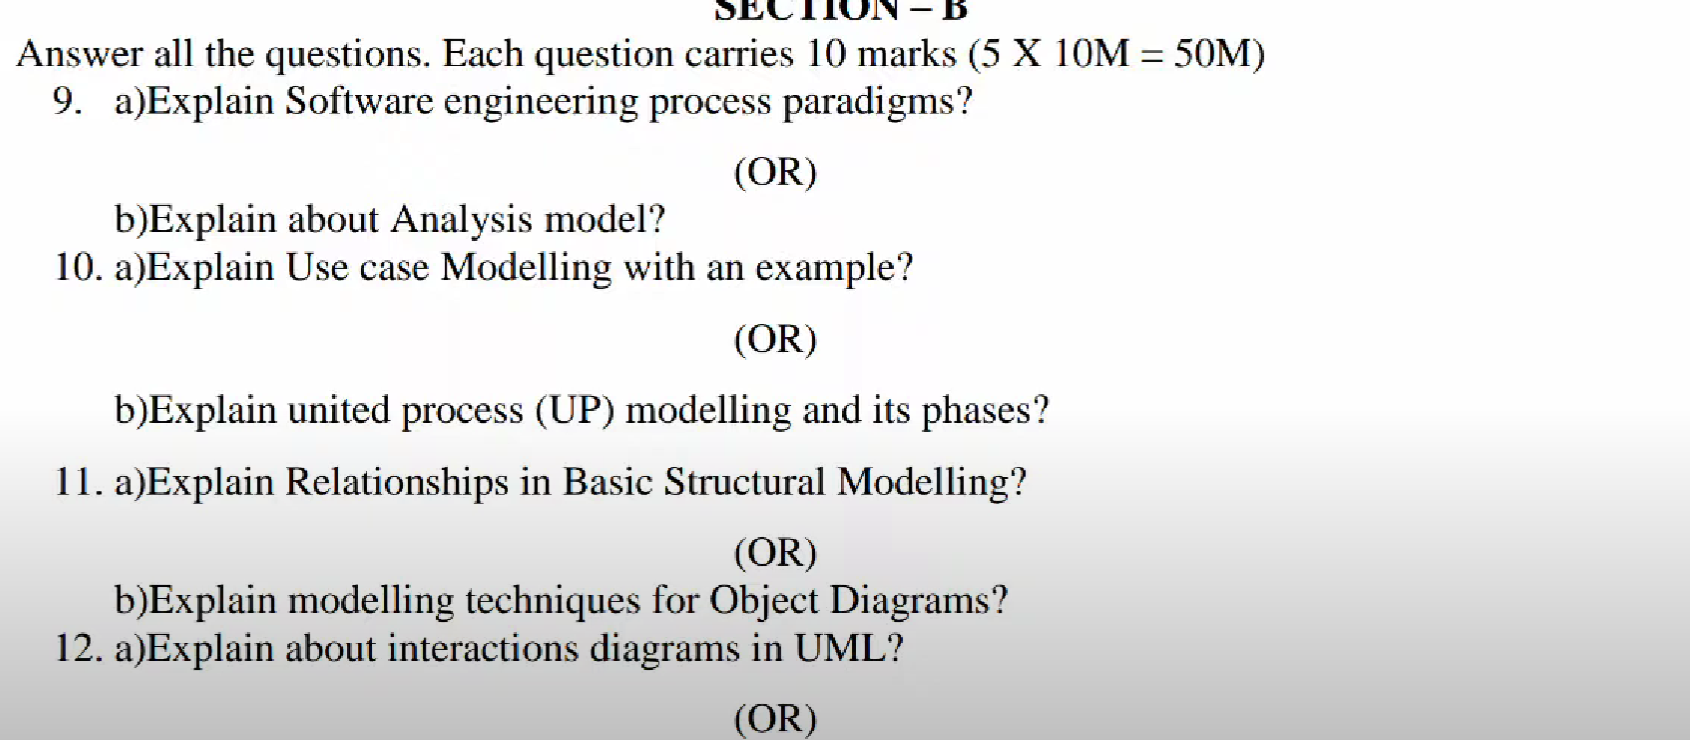 SECTION – B
Answer all the questions. Each question carries 10 marks (5 X 10M = 50M)
9. a)Explain Software engineering process paradigms?
(OR)
b)Explain about Analysis model?
10. a)Explain Use case Modelling with an example?
(OR)
b)Explain united process (UP) modelling and its phases?
11. a)Explain Relationships in Basic Structural Modelling?
(OR)
b)Explain modelling techniques for Object Diagrams?
12. a)Explain about interactions diagrams in UML?
(OR)